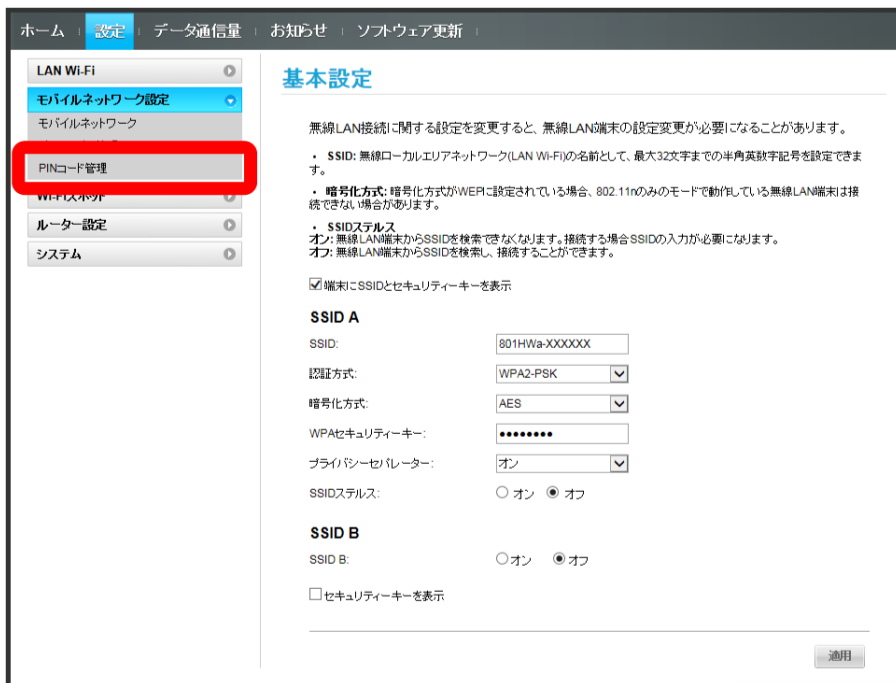 ホーム 設定 データ通信量 お知らせ ソフトウェア更新
LAN Wi-Fi
モバイルネットワーク設定
モバイルネットワーク
PINコード管理
Wi-Fiスポット
ルーター設定
システム
基本設定
無線LAN接続に関する設定を変更すると、無線LAN端末の設定変更が必要になることがあります。
・ SSID: 無線ローカルエリアネットワーク(LAN Wi-Fi)の名前として、最大32文字までの半角英数字記号を設定できま
す。
・ 暗号化方式: 暗号化方式がWEPに設定されている場合、802.11nのみのモードで動作している無線LAN端末は接
続できない場合があります。
・ SSIDステルス
オン: 無線LAN端末からSSIDを検索できなくなります。接続する場合SSIDの入力が必要になります。
オフ: 無線LAN端末からSSIDを検索し、接続することができます。
端末にSSIDとセキュリティーキーを表示
SSID A
SSID: 801HWa-XXXXXX
認証方式: WPA2-PSK
暗号化方式: AES
WPAセキュリティーキー: ●●●●●●●●
プライバシーセパレーター: オン
SSIDステルス: オン オフ
SSID B
SSID B: オン オフ
セキュリティーキーを表示
適用